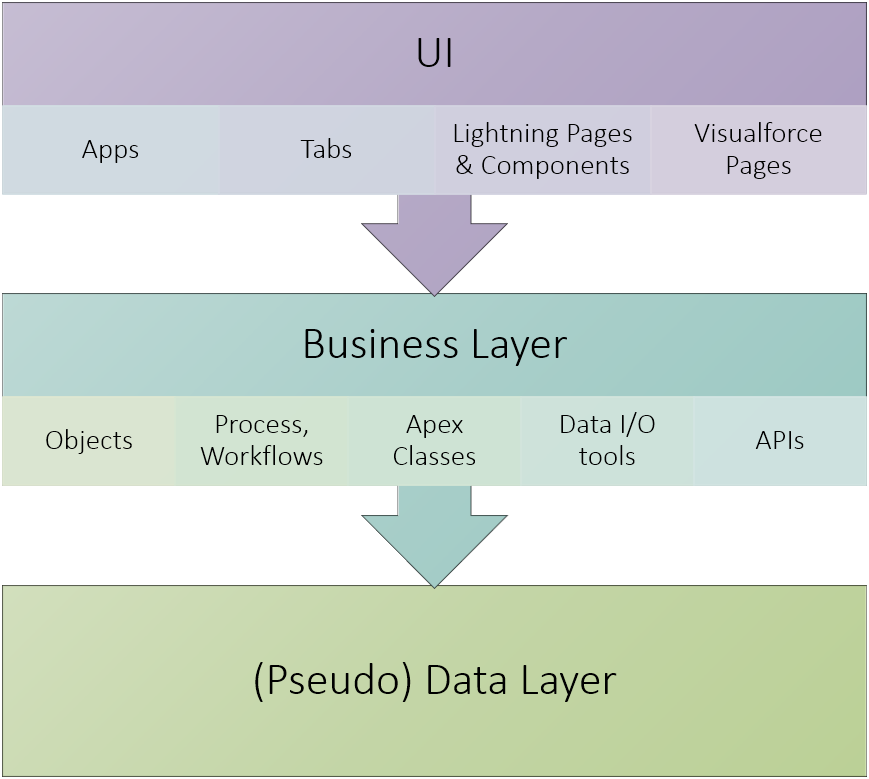 UI
Apps
Tabs
Lightning Pages
& Components
Visualforce
Pages
Business Layer
Objects
Process,
Workflows
Apex
Classes
Data I/O
tools
APIs
(Pseudo) Data Layer